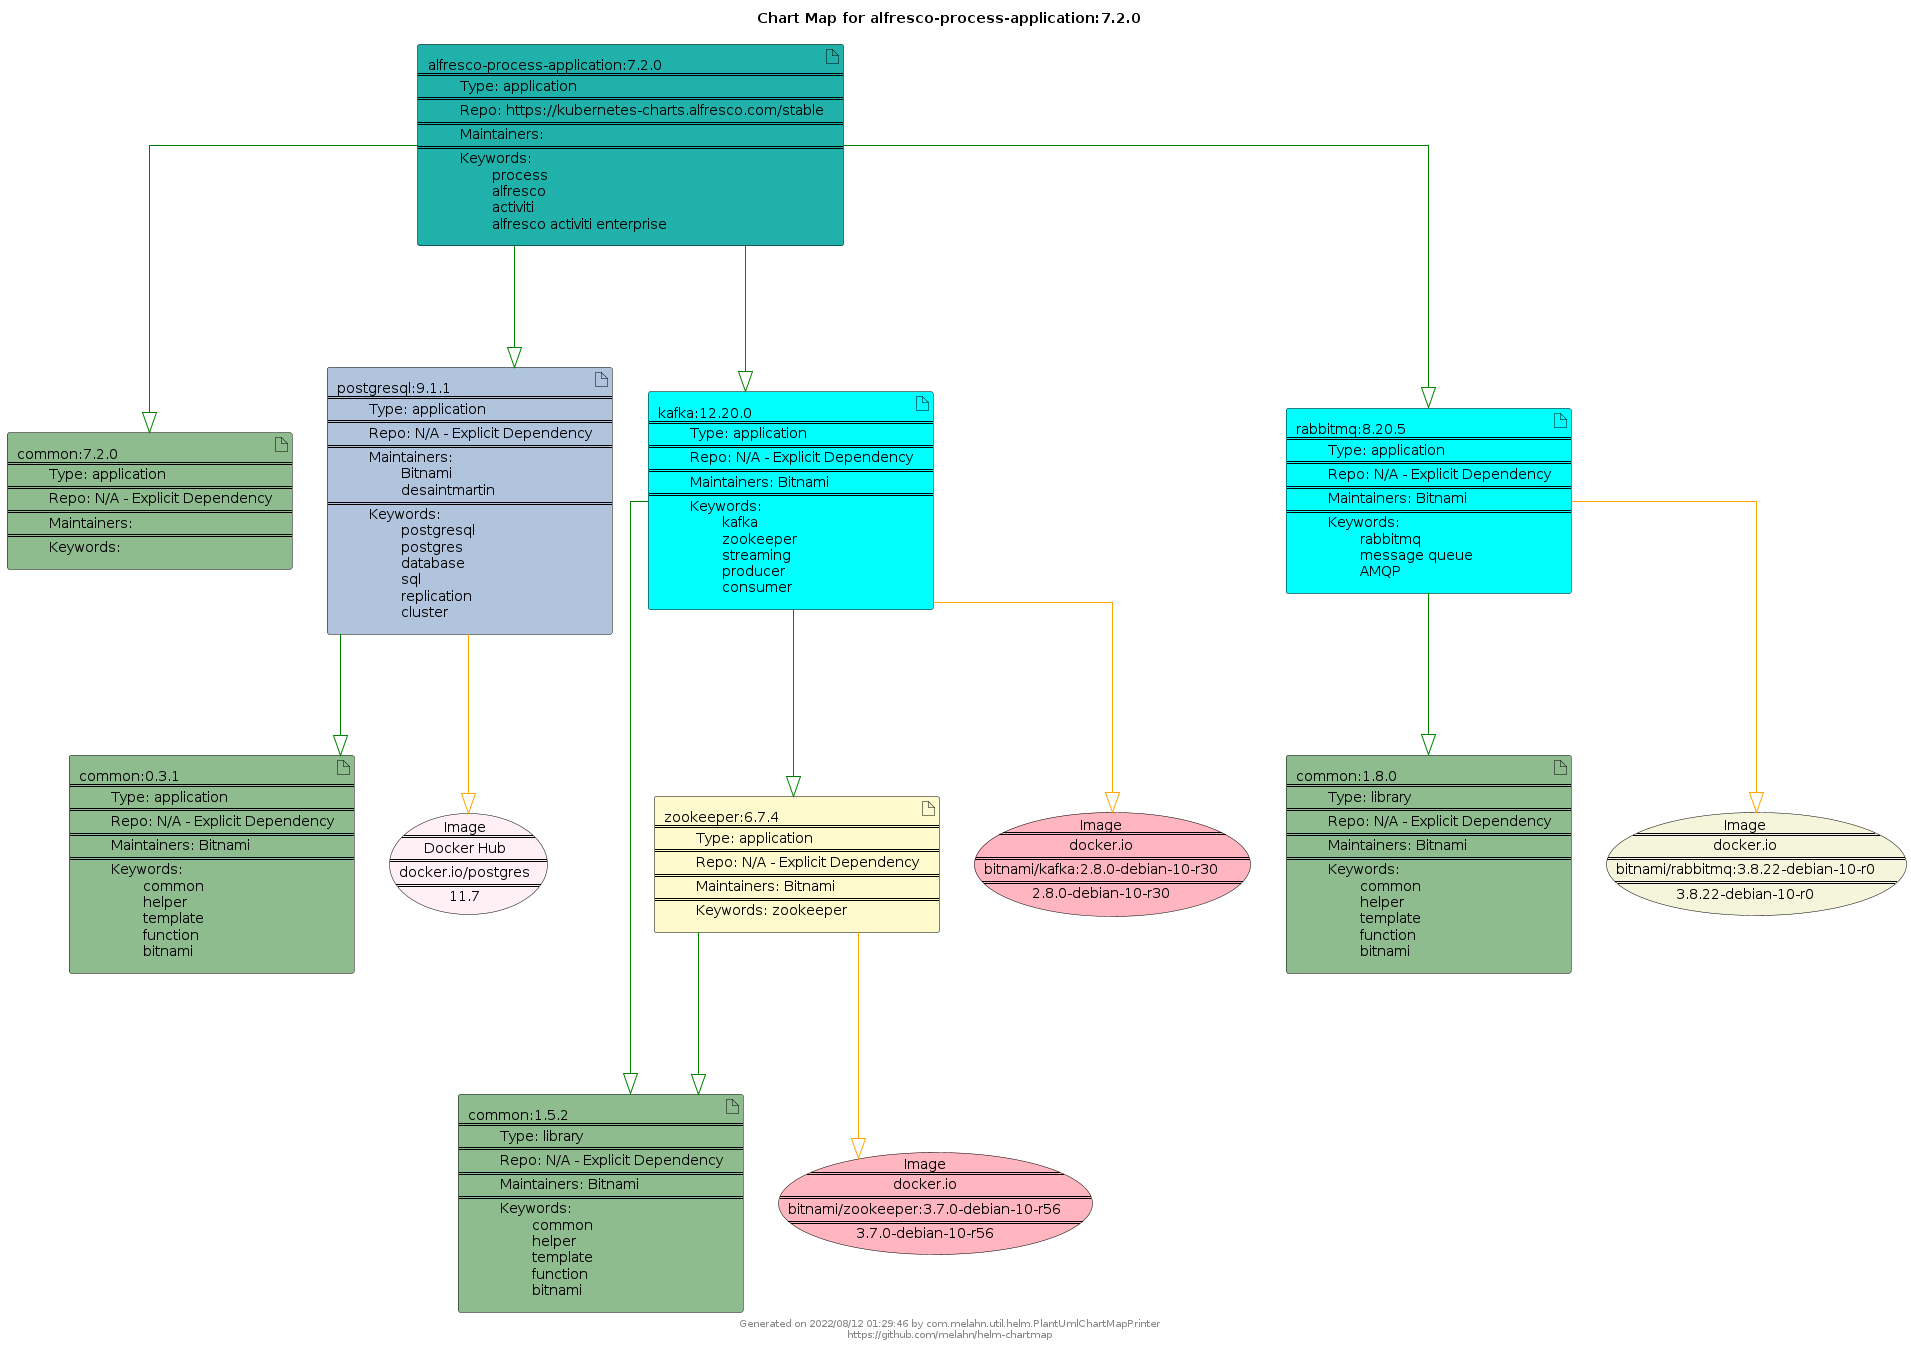 Chart Map for alfresco-process-application:7.2.0
alfresco-process-application:7.2.0
Type: application
Repo: https://kubernetes-charts.alfresco.com/stable
Maintainers:
Keywords:
process
alfresco
activiti
alfresco activiti enterprise
common:7.2.0
Type: application
Repo: N/A - Explicit Dependency
Maintainers:
Keywords:
postgresql:9.1.1
Type: application
Repo: N/A - Explicit Dependency
Maintainers:
Bitnami
desaintmartin
Keywords:
postgresql
postgres
database
sql
replication
cluster
kafka:12.20.0
Type: application
Repo: N/A - Explicit Dependency
Maintainers: Bitnami
Keywords:
kafka
zookeeper
streaming
producer
consumer
rabbitmq:8.20.5
Type: application
Repo: N/A - Explicit Dependency
Maintainers: Bitnami
Keywords:
rabbitmq
message queue
AMQP
common:0.3.1
Type: application
Repo: N/A - Explicit Dependency
Maintainers: Bitnami
Keywords:
common
helper
template
function
bitnami
Image
Docker Hub
docker.io/postgres
11.7
zookeeper:6.7.4
Type: application
Repo: N/A - Explicit Dependency
Maintainers: Bitnami
Keywords: zookeeper
Image
docker.io
bitnami/kafka:2.8.0-debian-10-r30
2.8.0-debian-10-r30
common:1.8.0
Type: library
Repo: N/A - Explicit Dependency
Maintainers: Bitnami
Keywords:
common
helper
template
function
bitnami
Image
docker.io
bitnami/rabbitmq:3.8.22-debian-10-r0
3.8.22-debian-10-r0
common:1.5.2
Type: library
Repo: N/A - Explicit Dependency
Maintainers: Bitnami
Keywords:
common
helper
template
function
bitnami
Image
docker.io
bitnami/zookeeper:3.7.0-debian-10-r56
3.7.0-debian-10-r56
Generated on 2022/08/12 01:29:46 by com.melahn.util.helm.PlantUmlChartMapPrinter
https://github.com/melahn/helm-chartmap